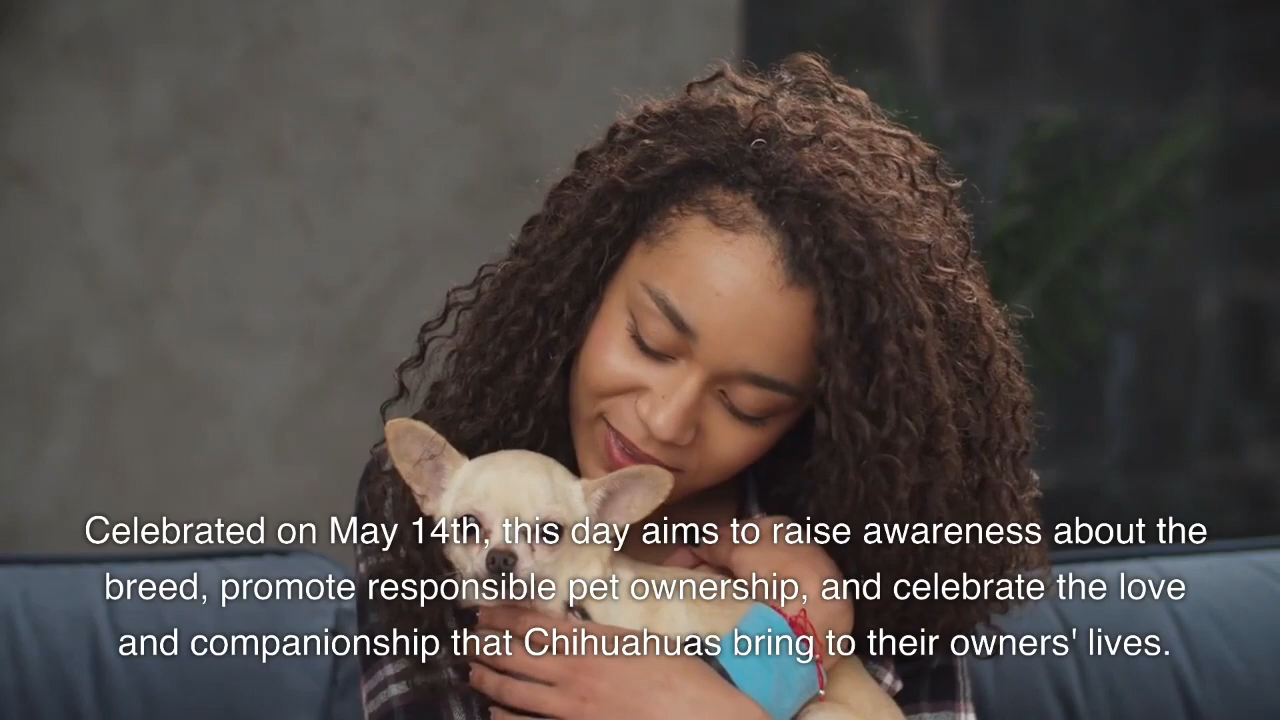 Celebrated on May 14th, this day aims to raise awareness about the
breed, promote responsible pet ownership, and celebrate the love
and companionship that Chihuahuas bring to their owners' lives.